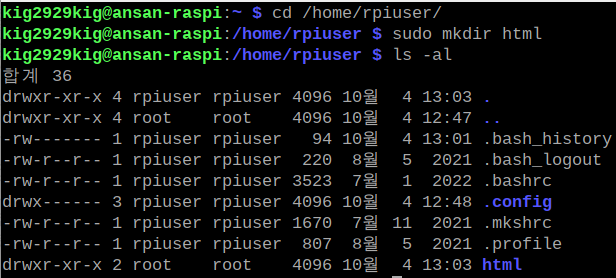 kig2929kig@ansan-raspi:~ $ cd /home/rpiuser/
kig2929kig@ansan-raspi:/home/rpiuser $ sudo mkdir html
kig2929kig@ansan-raspi:/home/rpiuser $ ls -al
합계 36
drwxr-xr-x 4 rpiuser rpiuser 4096 10월  4 13:03 .
drwxr-xr-x 4 root    root    4096 10월  4 12:47 ..
-rw------- 1 rpiuser rpiuser   94 10월  4 13:01 .bash_history
-rw-r--r-- 1 rpiuser rpiuser  220  8월  5  2021 .bash_logout
-rw-r--r-- 1 rpiuser rpiuser 3523  7월  1  2022 .bashrc
drwx------ 3 rpiuser rpiuser 4096 10월  4 12:48 .config
-rw-r--r-- 1 rpiuser rpiuser 1670  7월 11  2021 .mkshrc
-rw-r--r-- 1 rpiuser rpiuser  807  8월  5  2021 .profile
drwxr-xr-x 2 root    root    4096 10월  4 13:03 html